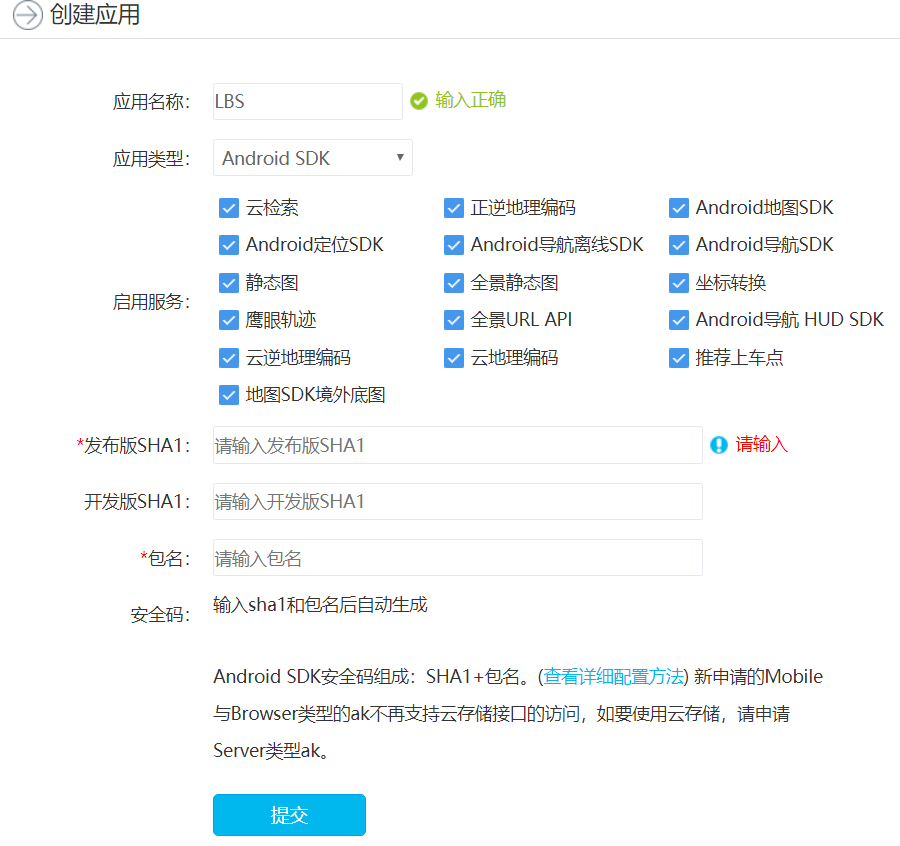 创建应用
应用名称： LBS 输入正确
应用类型： Android SDK
云检索 正逆地理编码 Android地图SDK
Android定位SDK Android导航离线SDK Android导航SDK
静态图 全景静态图 坐标转换
启用服务：
鹰眼轨迹 全景URL API Android导航 HUD SDK
云逆地理编码 云地理编码 推荐上车点
地图SDK境外底图
*发布版SHA1： 请输入发布版SHA1 请输入
开发版SHA1： 请输入开发版SHA1
*包名： 请输入包名
安全码： 输入sha1和包名后自动生成
Android SDK安全码组成：SHA1+包名。(查看详细配置方法) 新申请的Mobile
与Browser类型的ak不再支持云存储接口的访问，如要使用云存储，请申请
Server类型ak。
提交